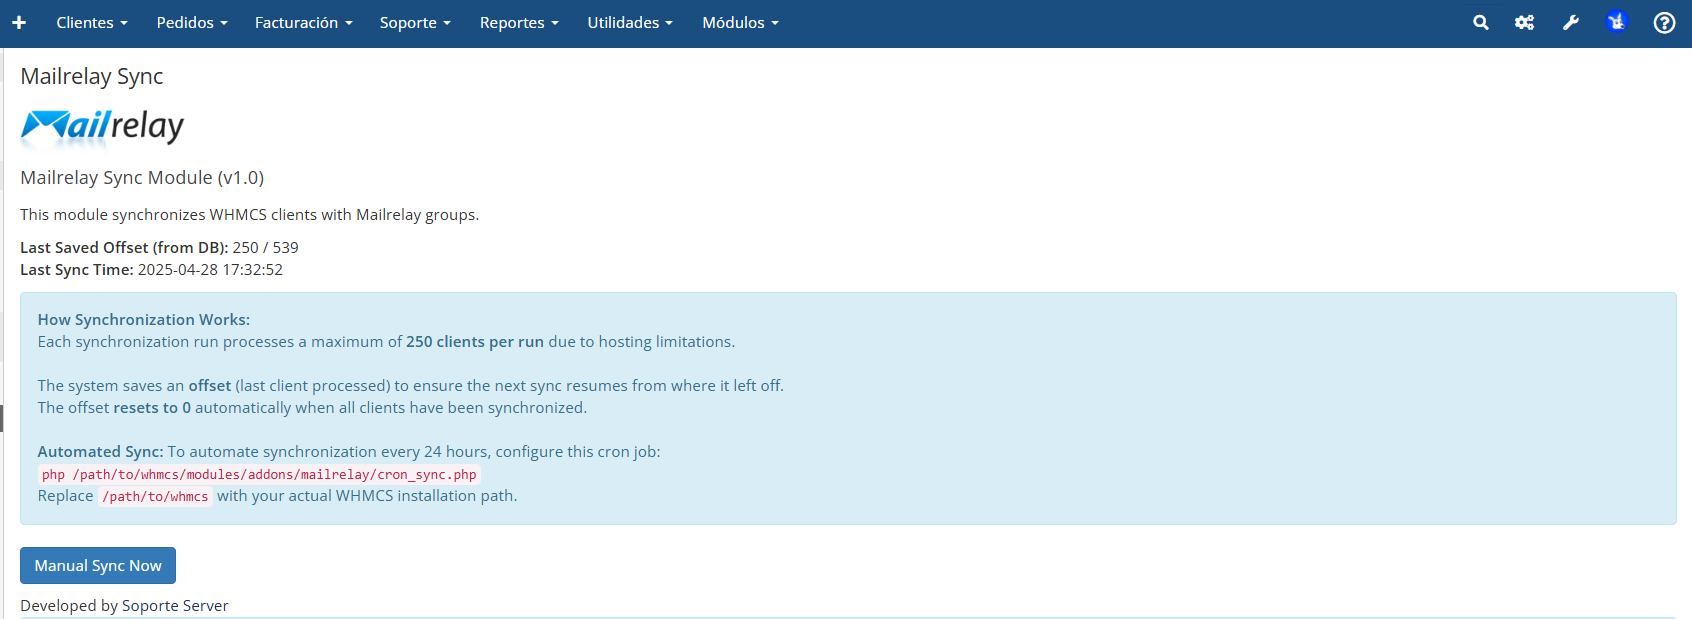 Clientes Pedidos Facturación Soporte Reportes Utilidades Módulos
Mailrelay Sync
Mailrelay
Mailrelay Sync Module (v1.0)
This module synchronizes WHMCS clients with Mailrelay groups.
Last Saved Offset (from DB): 250 / 539
Last Sync Time: 2025-04-28 17:32:52
How Synchronization Works:
Each synchronization run processes a maximum of 250 clients per run due to hosting limitations.
The system saves an offset (last client processed) to ensure the next sync resumes from where it left off.
The offset resets to 0 automatically when all clients have been synchronized.
Automated Sync: To automate synchronization every 24 hours, configure this cron job:
php /path/to/whmcs/modules/addons/mailrelay/cron_sync.php
Replace /path/to/whmcs with your actual WHMCS installation path.
Manual Sync Now
Developed by Soporte Server